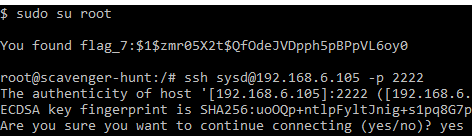 $ sudo su root
You found flag_7:$1$zmr05X2t$QfOdeJVDpph5pBPpVL6oy0
root@scavenger-hunt:/# ssh sysd@192.168.6.105 -p 2222
The authenticity of host '[192.168.6.105]:2222 ([192.168.6.
ECDSA key fingerprint is SHA256:uoOQp+ntlpFyltJnig+s1pq8G7p
Are you sure you want to continue connecting (yes/no)? yes